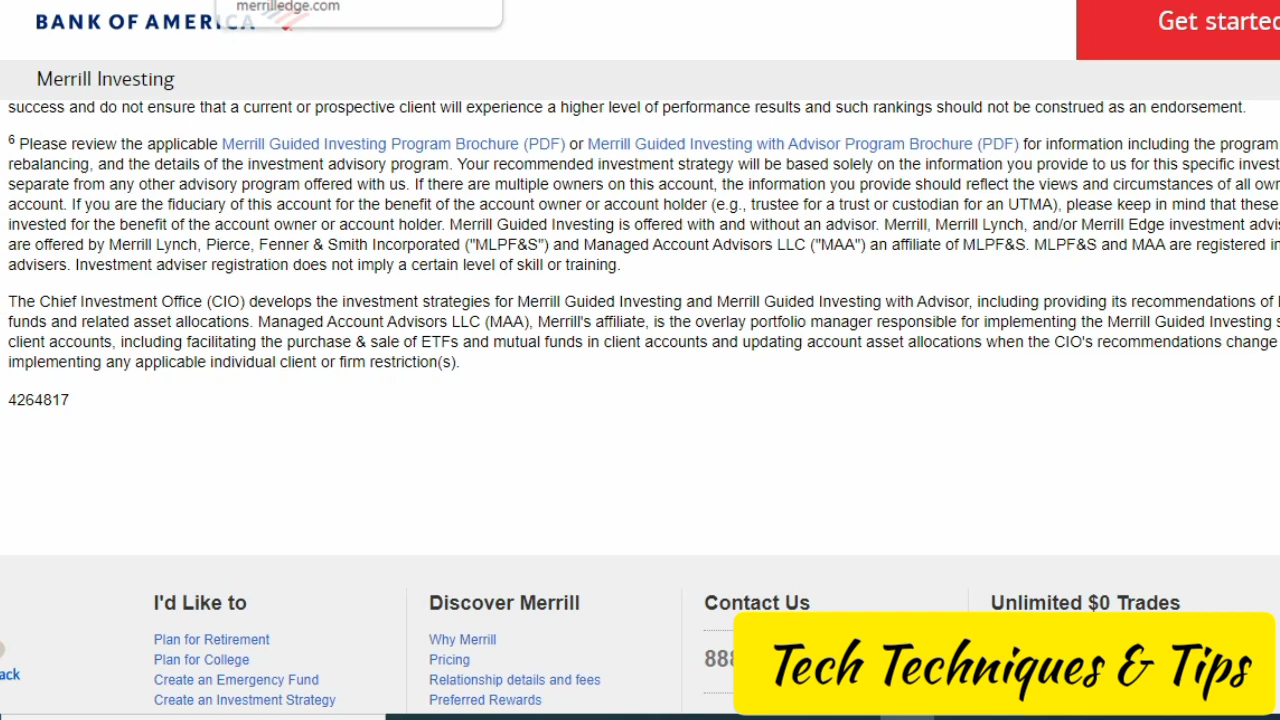 merrilledge.com
BANK OF AMERICA
Get started
Merrill Investing
success and do not ensure that a current or prospective client will experience a higher level of performance results and such rankings should not be construed as an endorsement.
6 Please review the applicable Merrill Guided Investing Program Brochure (PDF) or Merrill Guided Investing with Advisor Program Brochure (PDF) for information including the program
rebalancing, and the details of the investment advisory program. Your recommended investment strategy will be based solely on the information you provide to us for this specific invest
separate from any other advisory program offered with us. If there are multiple owners on this account, the information you provide should reflect the views and circumstances of all own
account. If you are the fiduciary of this account for the benefit of the account owner or account holder (e.g., trustee for a trust or custodian for an UTMA), please keep in mind that these
invested for the benefit of the account owner or account holder. Merrill Guided Investing is offered with and without an advisor. Merrill, Merrill Lynch, and/or Merrill Edge investment advis
are offered by Merrill Lynch, Pierce, Fenner & Smith Incorporated ("MLPF&S") and Managed Account Advisors LLC ("MAA") an affiliate of MLPF&S. MLPF&S and MAA are registered in
advisers. Investment adviser registration does not imply a certain level of skill or training.
The Chief Investment Office (CIO) develops the investment strategies for Merrill Guided Investing and Merrill Guided Investing with Advisor, including providing its recommendations of
funds and related asset allocations. Managed Account Advisors LLC (MAA), Merrill's affiliate, is the overlay portfolio manager responsible for implementing the Merrill Guided Investing s
client accounts, including facilitating the purchase & sale of ETFs and mutual funds in client accounts and updating account asset allocations when the CIO's recommendations change
implementing any applicable individual client or firm restriction(s).
4264817
I'd Like to
Plan for Retirement
Plan for College
Create an Emergency Fund
Create an Investment Strategy
Discover Merrill
Why Merrill
Pricing
Relationship details and fees
Preferred Rewards
Contact Us
888
Unlimited $0 Trades
ack
Tech Techniques & Tips